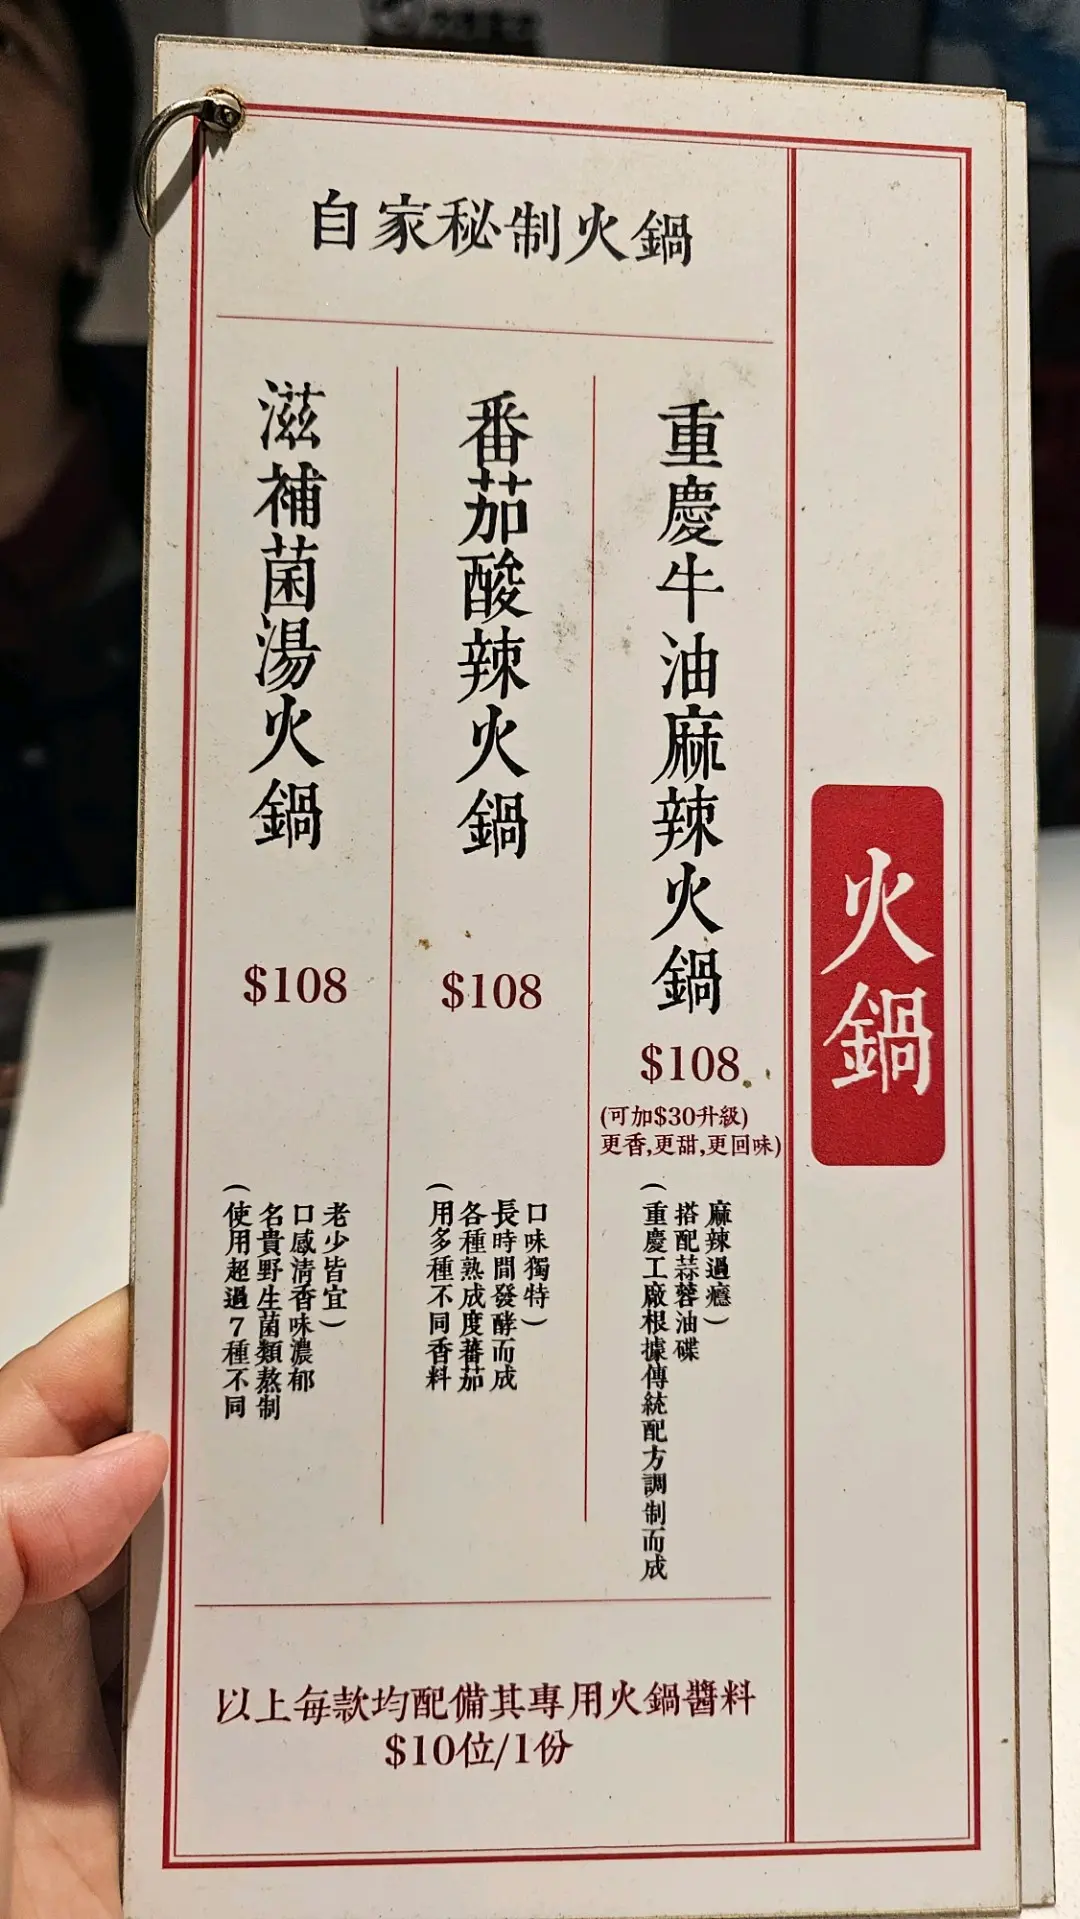 火鍋
自家秘制火鍋
重慶牛油麻辣火鍋
$108
(可加$30升級)
更香,更甜,更回味)
麻辣過癮)
搭配蒜蓉油碟
(重慶工廠根據傳統配方調制而成
番茄酸辣火鍋
$108
口味獨特)
長時間發酵而成
各種熟成度蕃茄
(用多種不同香料
滋補菌湯火鍋
$108
老少皆宜)
口感清香味濃郁
名貴野生菌類熬制
(使用超過7種不同
以上每款均配備其專用火鍋醬料
$10位/1份